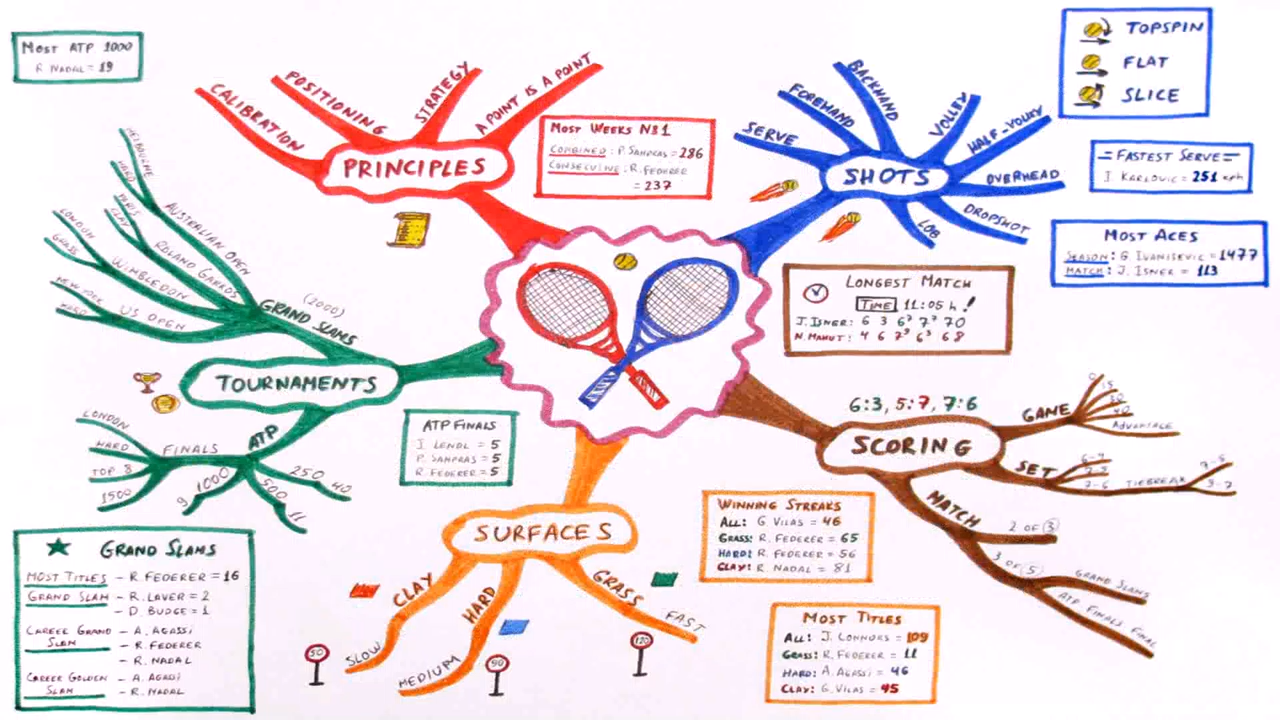 MOST ATP 1000
R. NADAL = 19
PRINCIPLES
CALIBRATION
POSITIONING
STRATEGY
A POINT IS A POINT
MOST WEEKS Nº1
COMBINED: P. SAMPRAS = 286
CONSECUTIVE: R. FEDERER
= 237
SHOTS
SERVE
FOREHAND
BACKHAND
VOLLEY
HALF-VOLLEY
OVERHEAD
DROPSHOT
LOB
TOPSPIN
FLAT
SLICE
= FASTEST SERVE =
I. KARLOVIC = 251 kph
MOST ACES
SEASON: G. IVANISEVIC = 1477
MATCH: J. ISNER = 113
LONGEST MATCH
TIME 11:05 h!
J. ISNER: 6 3 6⁷ 7⁷ 70
N. MAHUT: 4 6 7⁹ 6³ 68
TOURNAMENTS
GRAND SLAMS
(2000)
AUSTRALIAN OPEN
MELBOURNE
HARD
ROLAND GARROS
PARIS
CLAY
WIMBLEDON
LONDON
GRASS
US OPEN
NEW YORK
HARD
ATP
FINALS
LONDON
HARD
TOP 8
1500
1000
9
500
11
250
40
ATP FINALS
I. LENDL = 5
P. SAMPRAS = 5
R. FEDERER = 5
6:3, 5:7, 7:6
SCORING
GAME
0
15
30
40
ADVANTAGE
SET
7-5
7-6
TIEBREAK
7-5
9-7
MATCH
2 OF 3
3 OF 5
GRAND SLAMS
ATP FINALS FINAL
SURFACES
CLAY
SLOW
HARD
MEDIUM
GRASS
FAST
50
90
120
WINNING STREAKS
ALL: G. VILAS = 46
GRASS: R. FEDERER = 65
HARD: R. FEDERER = 56
CLAY: R. NADAL = 81
MOST TITLES
ALL: J. CONNORS = 109
GRASS: R. FEDERER = 11
HARD: A. AGASSI = 46
CLAY: G. VILAS = 45
GRAND SLAMS
MOST TITLES - R. FEDERER = 16
GRAND SLAM - R. LAVER = 2
- D. BUDGE = 1
CAREER GRAND - A. AGASSI
SLAM - R. FEDERER
- R. NADAL
CAREER GOLDEN - A. AGASSI
SLAM - R. NADAL